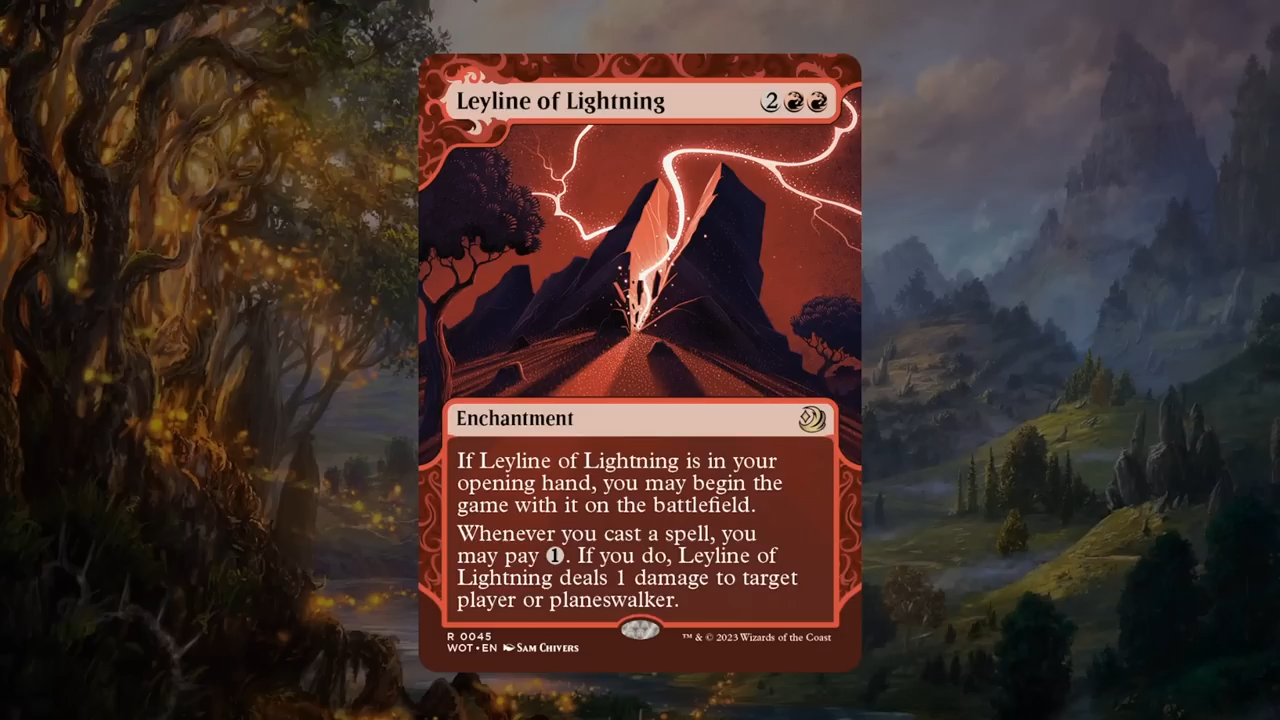 Leyline of Lightning 2
Enchantment
If Leyline of Lightning is in your
opening hand, you may begin the
game with it on the battlefield.
Whenever you cast a spell, you
may pay 1. If you do, Leyline of
Lightning deals 1 damage to target
player or planeswalker.
R 0045
WOT • EN Sam Chivers
™ & © 2023 Wizards of the Coast